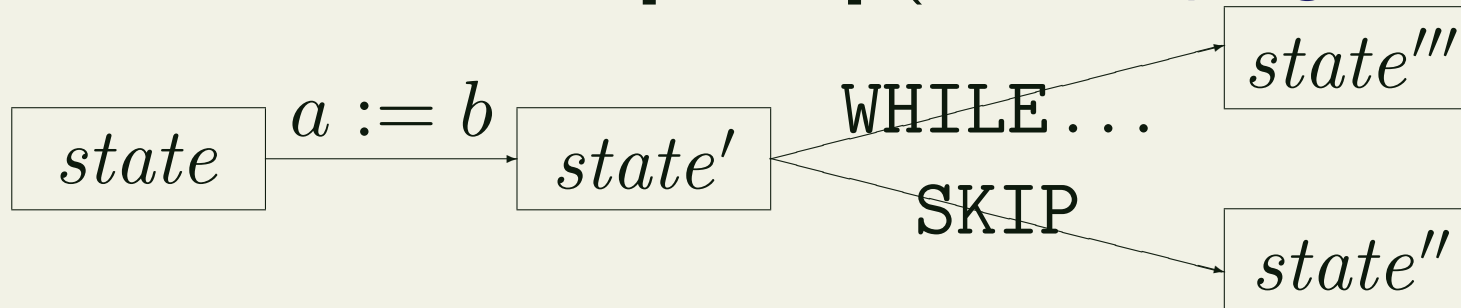 state
a := b
state′
WHILE...
SKIP
state‴
state″